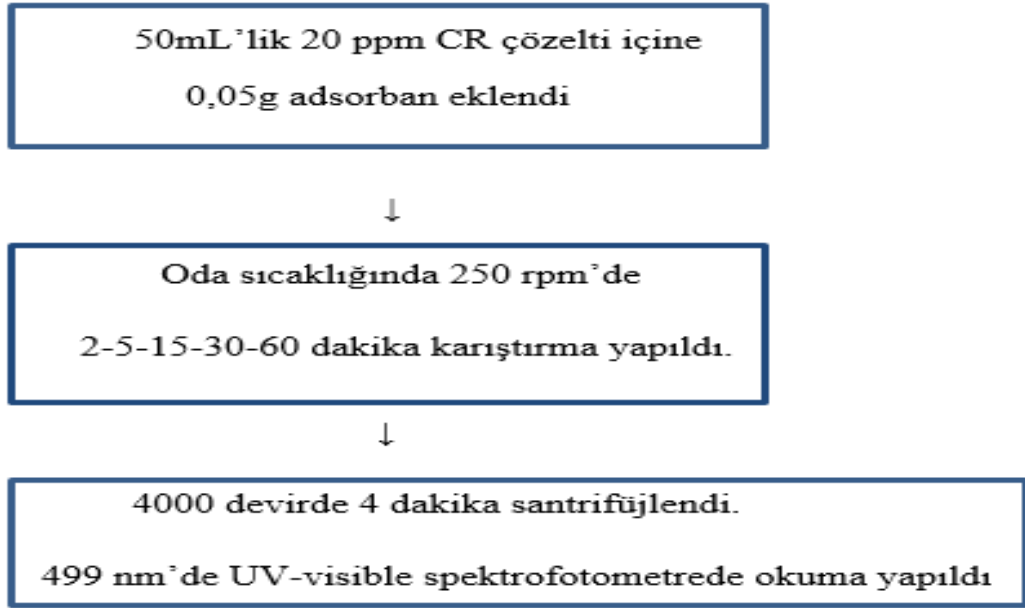 50mL’lik 20 ppm CR çözelti içine
0,05g adsorban eklendi
↓
Oda sıcaklığında 250 rpm’de
2-5-15-30-60 dakika karıştırma yapıldı.
↓
4000 devirde 4 dakika santrifüjlendi.
499 nm’de UV-visible spektrofotometrede okuma yapıldı